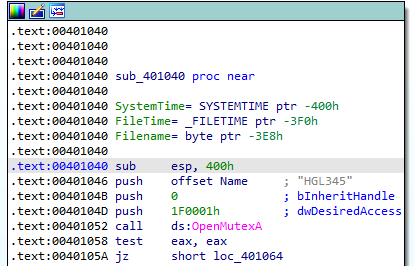 .text:00401040
.text:00401040
.text:00401040
.text:00401040 sub_401040 proc near
.text:00401040
.text:00401040 SystemTime= SYSTEMTIME ptr -400h
.text:00401040 FileTime= _FILETIME ptr -3F0h
.text:00401040 Filename= byte ptr -3E8h
.text:00401040
.text:00401040 sub     esp, 400h
.text:00401046 push    offset Name     ; "HGL345"
.text:0040104B push    0               ; bInheritHandle
.text:0040104D push    1F0001h         ; dwDesiredAccess
.text:00401052 call    ds:OpenMutexA
.text:00401058 test    eax, eax
.text:0040105A jz      short loc_401064